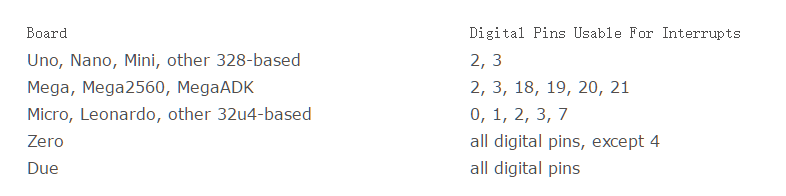 Board Digital Pins Usable For Interrupts
Uno, Nano, Mini, other 328-based 2, 3
Mega, Mega2560, MegaADK 2, 3, 18, 19, 20, 21
Micro, Leonardo, other 32u4-based 0, 1, 2, 3, 7
Zero all digital pins, except 4
Due all digital pins